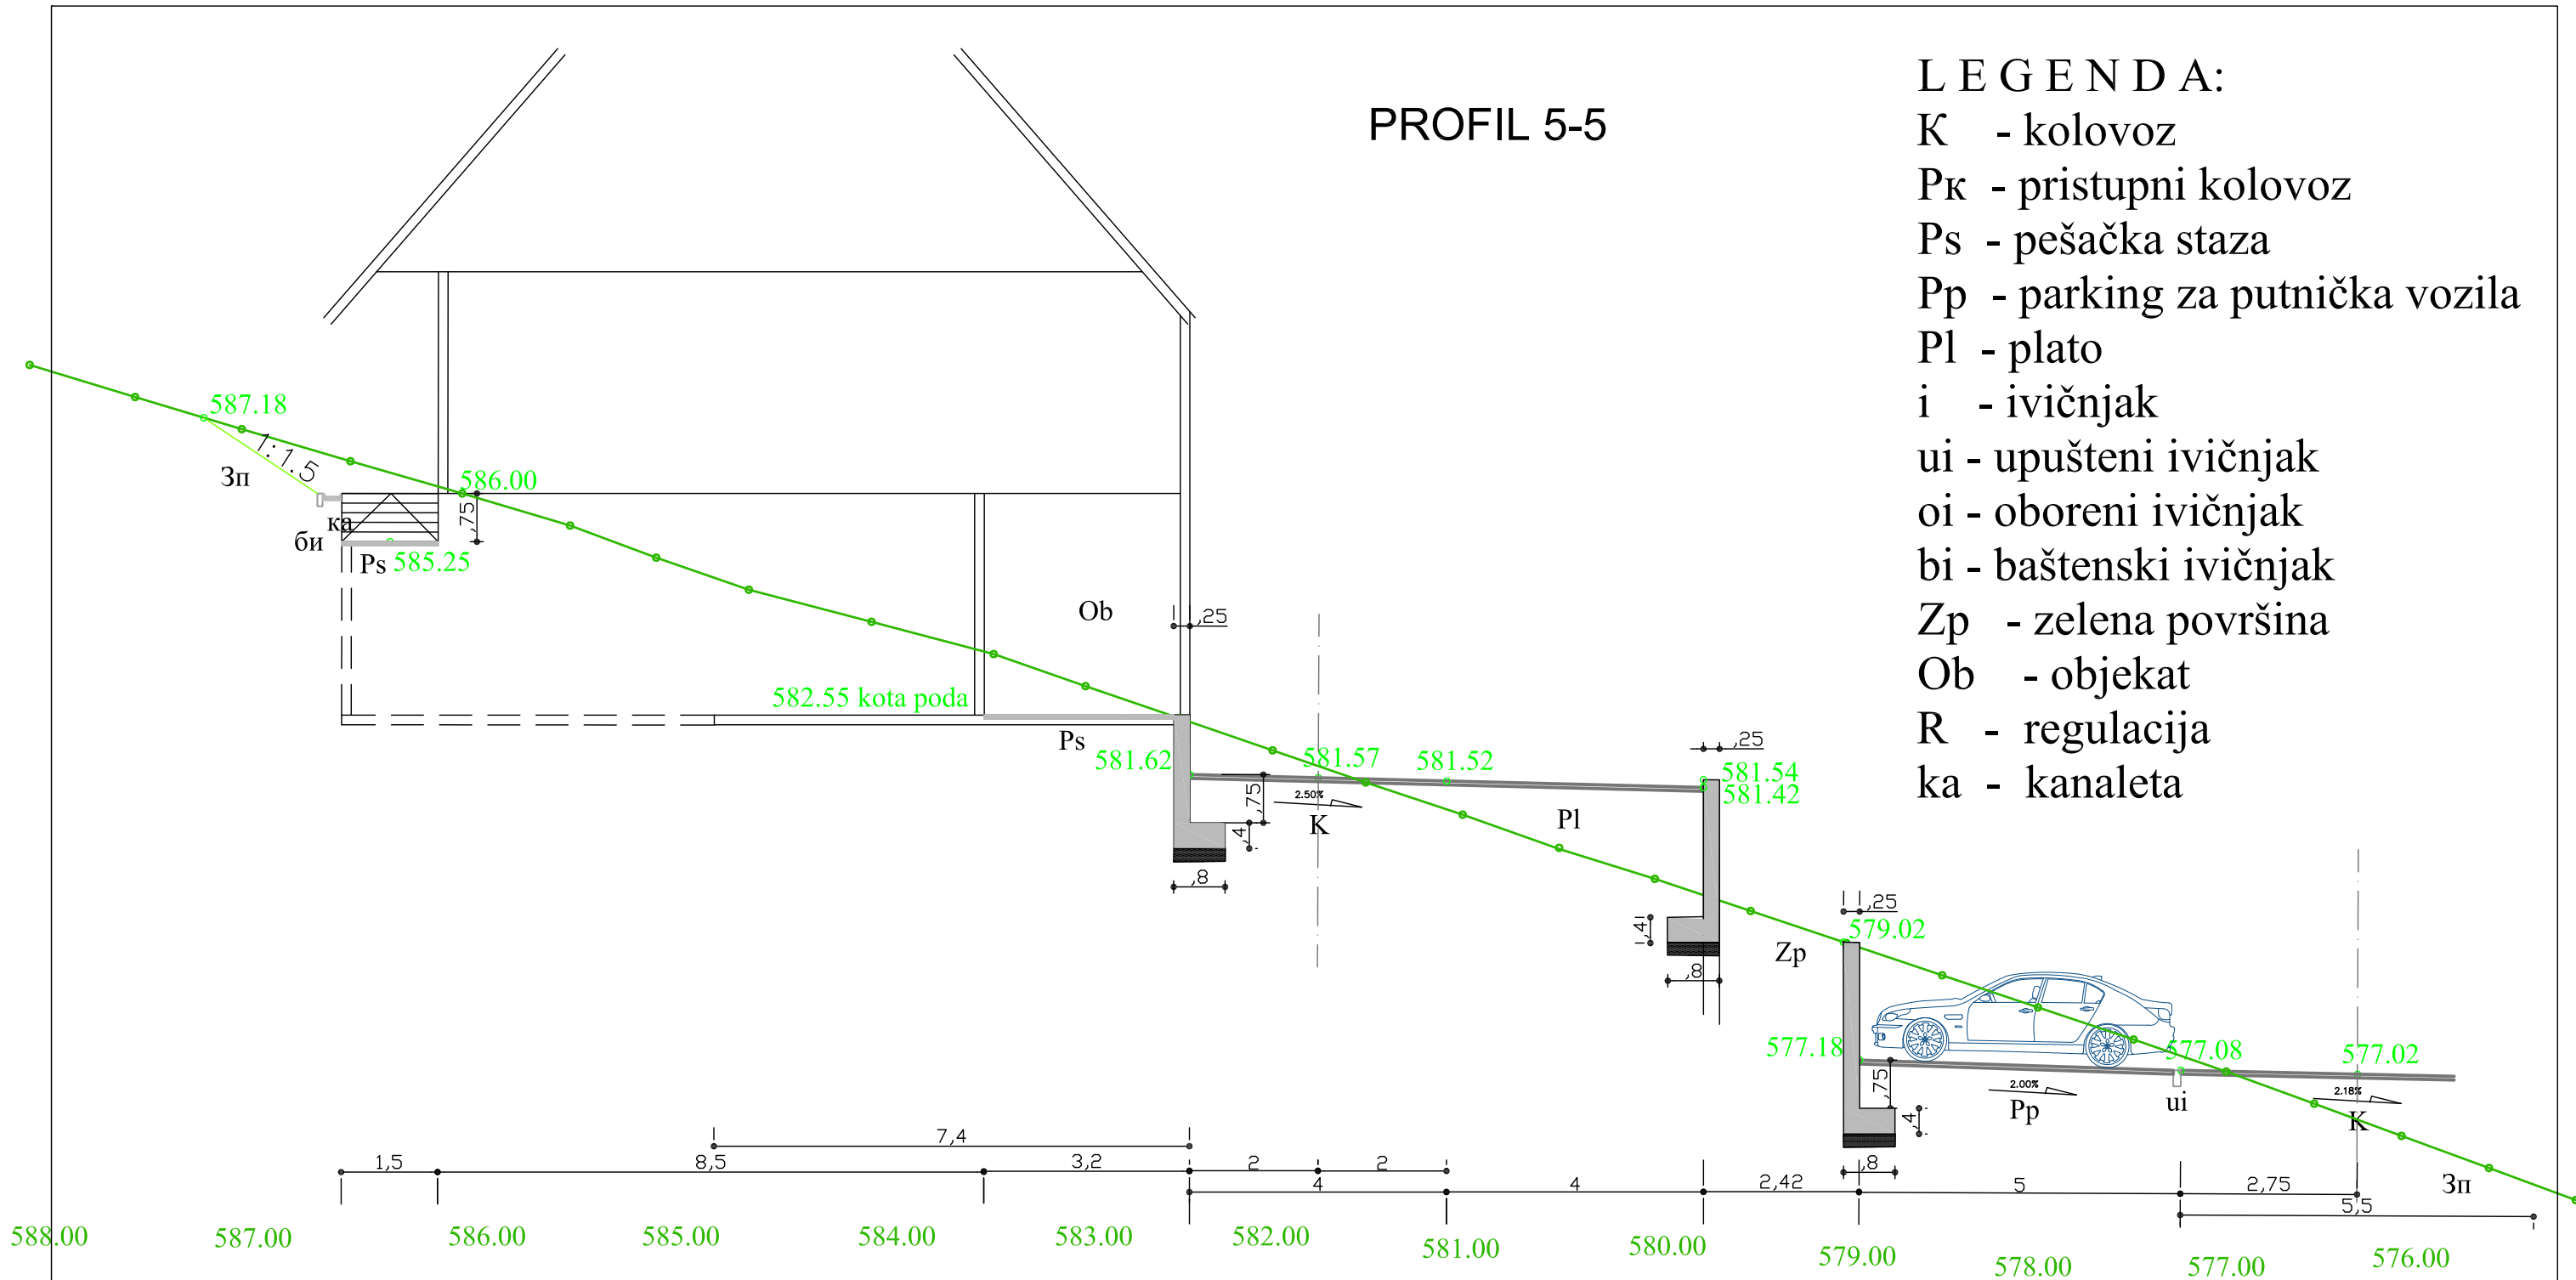 PROFIL 5-5
L E G E N D A:
К - kolovoz
Рк - pristupni kolovoz
Ps - pešačka staza
Pp - parking za putnička vozila
Pl - plato
i - ivičnjak
ui - upušteni ivičnjak
oi - oboreni ivičnjak
bi - baštenski ivičnjak
Zp - zelena površina
Ob - objekat
R - regulacija
ka - kanaleta
587.18
1:1.5
Зп
586.00
,75
ка
би
Ps 585.25
Ob
,25
582.55 kota poda
Ps
581.62
581.57
581.52
,25
581.54
581.42
2.50%
,75
K
,4
Pl
,8
,4
,8
Zp
,25
579.02
577.18
577.08
577.02
,75
2.00%
Pp
ui
2.18%
K
,4
,8
7,4
1,5
8,5
3,2
2
2
4
4
2,42
5
2,75
5,5
Зп
588.00
587.00
586.00
585.00
584.00
583.00
582.00
581.00
580.00
579.00
578.00
577.00
576.00